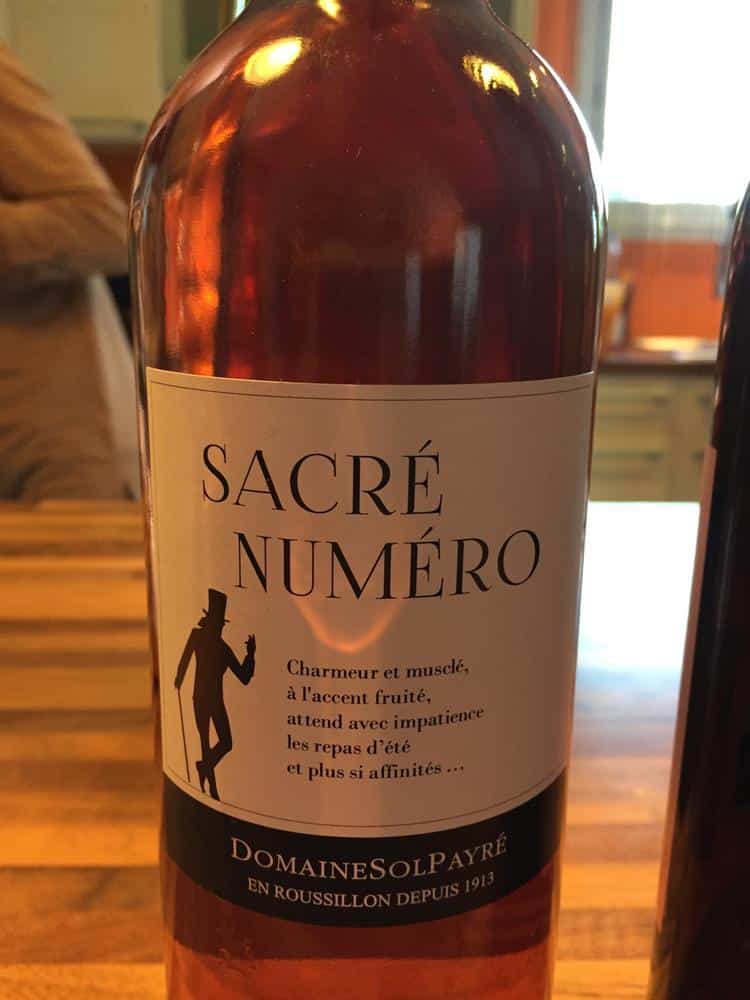 SACRÉ
NUMÉRO
Charmeur et musclé,
à l'accent fruité,
attend avec impatience
les repas d'été
et plus si affinités ...
DOMAINESOLPAYRÉ
EN ROUSSILLON DEPUIS 1913